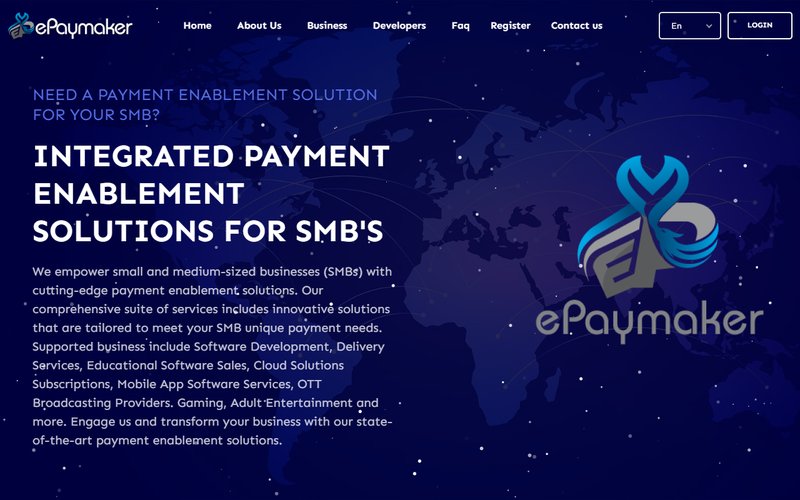 ePaymaker
Home About Us Business Developers Faq Register Contact us En LOGIN
NEED A PAYMENT ENABLEMENT SOLUTION
FOR YOUR SMB?
INTEGRATED PAYMENT
ENABLEMENT
SOLUTIONS FOR SMB'S
We empower small and medium-sized businesses (SMBs) with
cutting-edge payment enablement solutions. Our
comprehensive suite of services includes innovative solutions
that are tailored to meet your SMB unique payment needs.
Supported business include Software Development, Delivery
Services, Educational Software Sales, Cloud Solutions
Subscriptions, Mobile App Software Services, OTT
Broadcasting Providers. Gaming, Adult Entertainment and
more. Engage us and transform your business with our state-
of-the-art payment enablement solutions.
EP
ePaymaker